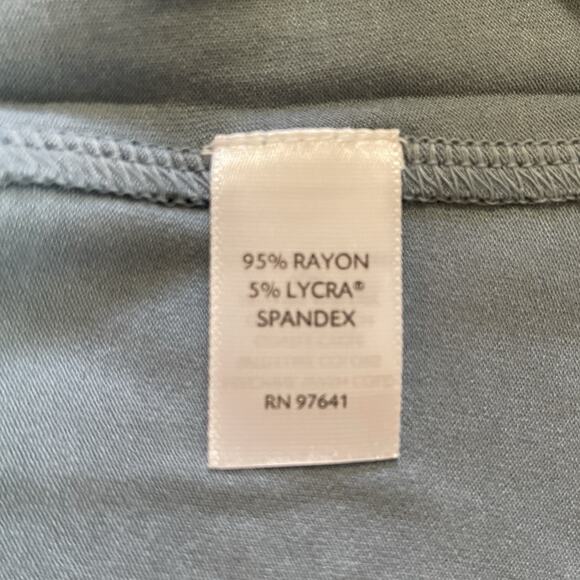 95% RAYON
5% LYCRA®
SPANDEX
RN 97641